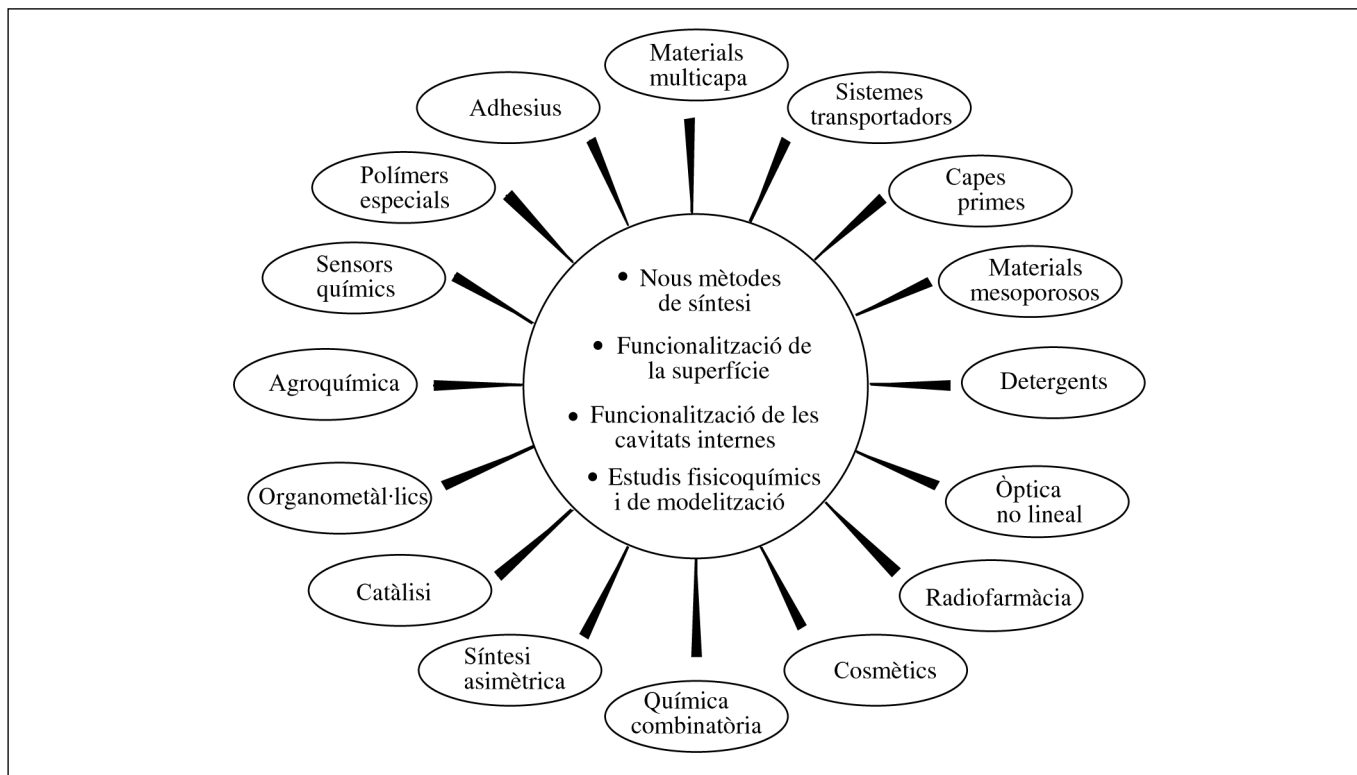 Materials
multicapa
Sistemes
transportadors
Capes
primes
Materials
mesoporosos
Detergents
Òptica
no lineal
Radiofarmàcia
Cosmètics
Química
combinatòria
Síntesi
asimètrica
Catàlisi
Organometàl·lics
Agroquímica
Sensors
químics
Polímers
especials
Adhesius
• Nous mètodes
de síntesi
• Funcionalització de
la superfície
• Funcionalització de les
cavitats internes
• Estudis fisicoquímics
i de modelització